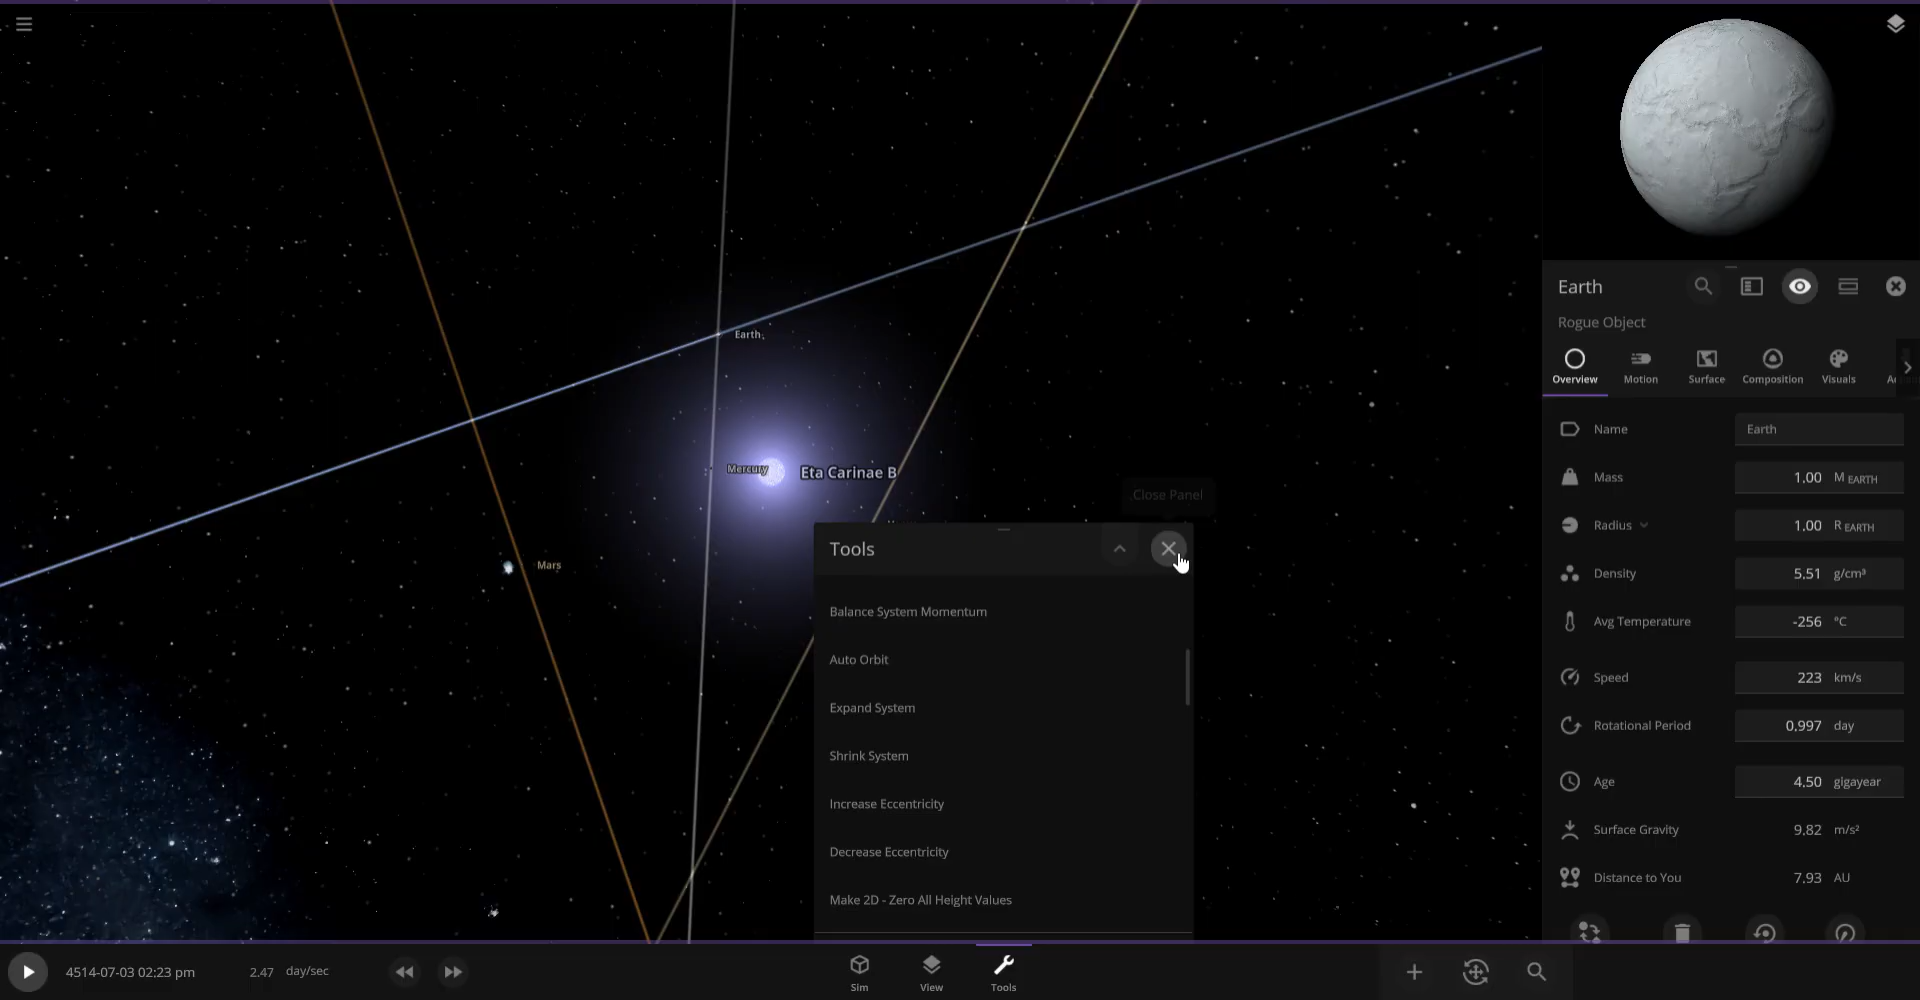 Earth
Mercury
Eta Carinae B
Mars
Close Panel
Tools
Balance System Momentum
Auto Orbit
Expand System
Shrink System
Increase Eccentricity
Decrease Eccentricity
Make 2D - Zero All Height Values
Earth
Rogue Object
Overview Motion Surface Composition Visuals
Name Earth
Mass 1.00 M EARTH
Radius 1.00 R EARTH
Density 5.51 g/cm³
Avg Temperature -256 °C
Speed 223 km/s
Rotational Period 0.997 day
Age 4.50 gigayear
Surface Gravity 9.82 m/s²
Distance to You 7.93 AU
4514-07-03 02:23 pm 2.47 day/sec
Sim View Tools